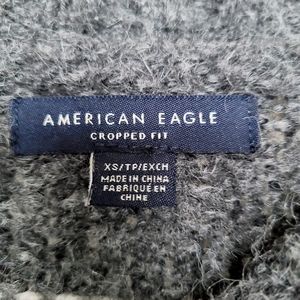 AMERICAN EAGLE
CROPPED FIT
XS/TP/EXCH
MADE IN CHINA
FABRIQUÉ EN
CHINE